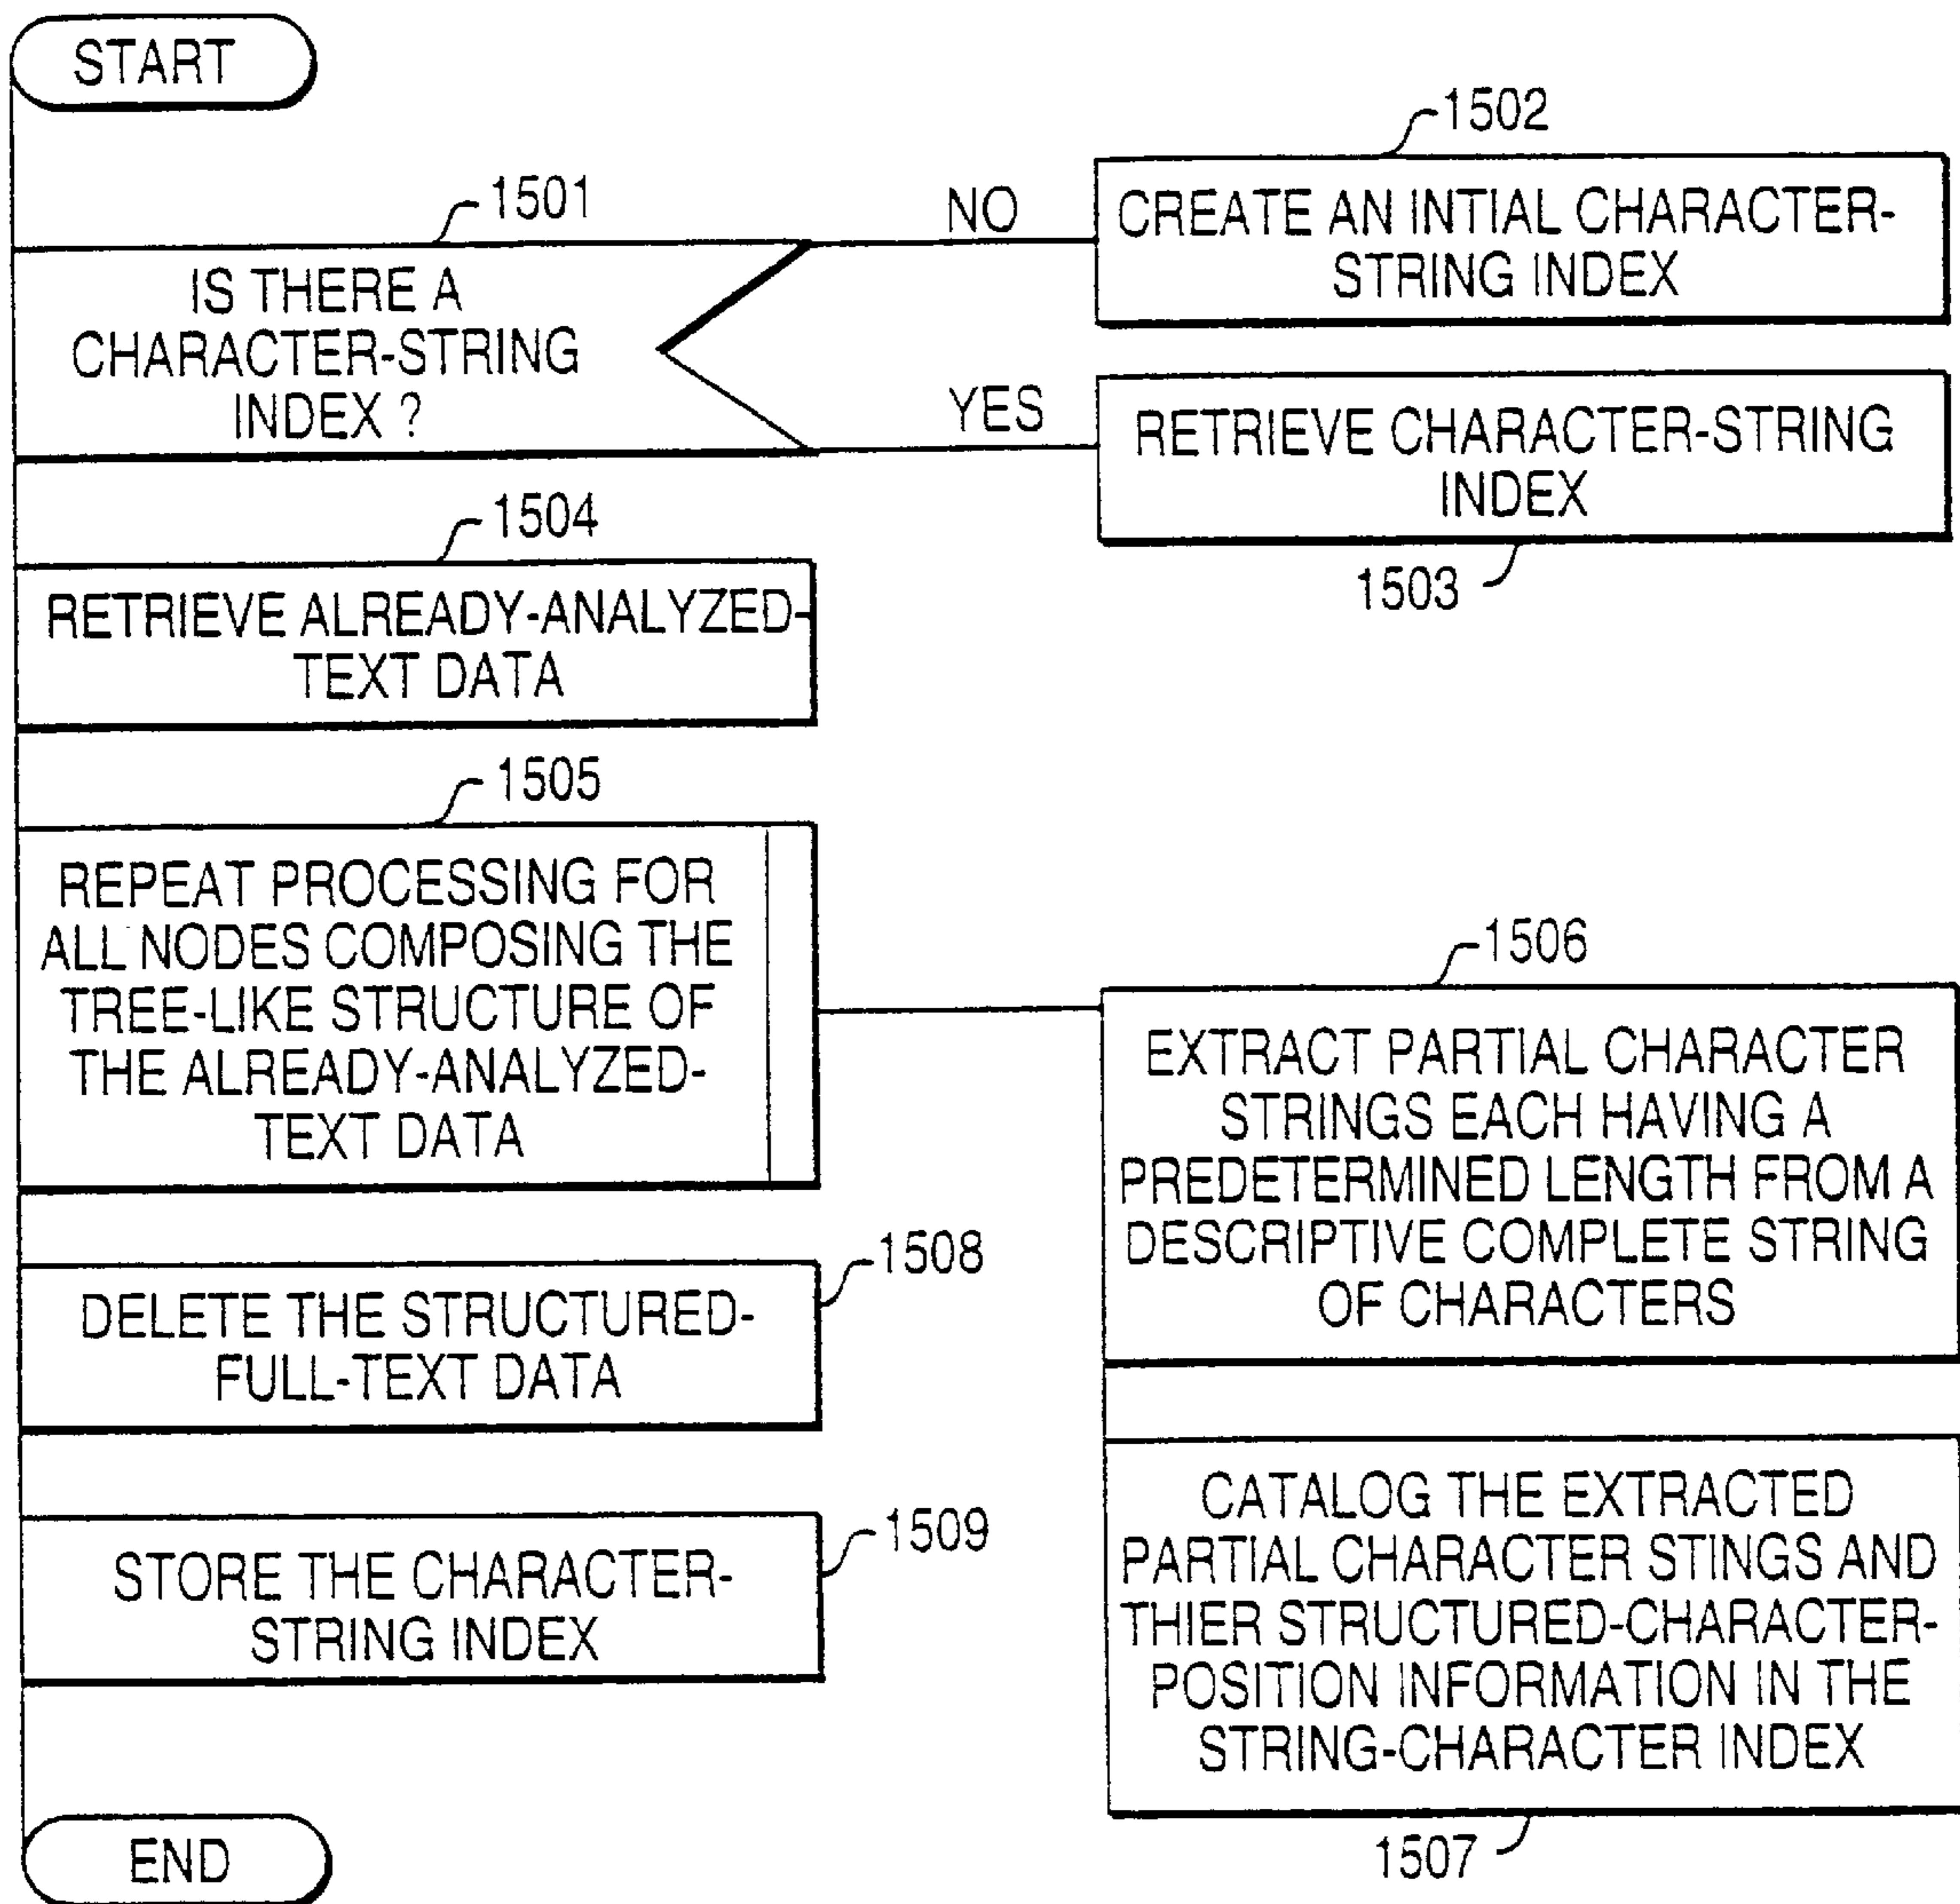 START
1501
IS THERE A
CHARACTER-STRING
INDEX ?
NO
1502
CREATE AN INTIAL CHARACTER-
STRING INDEX
YES
RETRIEVE CHARACTER-STRING
INDEX
1503
1504
RETRIEVE ALREADY-ANALYZED-
TEXT DATA
1505
REPEAT PROCESSING FOR
ALL NODES COMPOSING THE
TREE-LIKE STRUCTURE OF
THE ALREADY-ANALYZED-
TEXT DATA
1506
EXTRACT PARTIAL CHARACTER
STRINGS EACH HAVING A
PREDETERMINED LENGTH FROM A
DESCRIPTIVE COMPLETE STRING
OF CHARACTERS
CATALOG THE EXTRACTED
PARTIAL CHARACTER STINGS AND
THIER STRUCTURED-CHARACTER-
POSITION INFORMATION IN THE
STRING-CHARACTER INDEX
1507
1508
DELETE THE STRUCTURED-
FULL-TEXT DATA
1509
STORE THE CHARACTER-
STRING INDEX
END